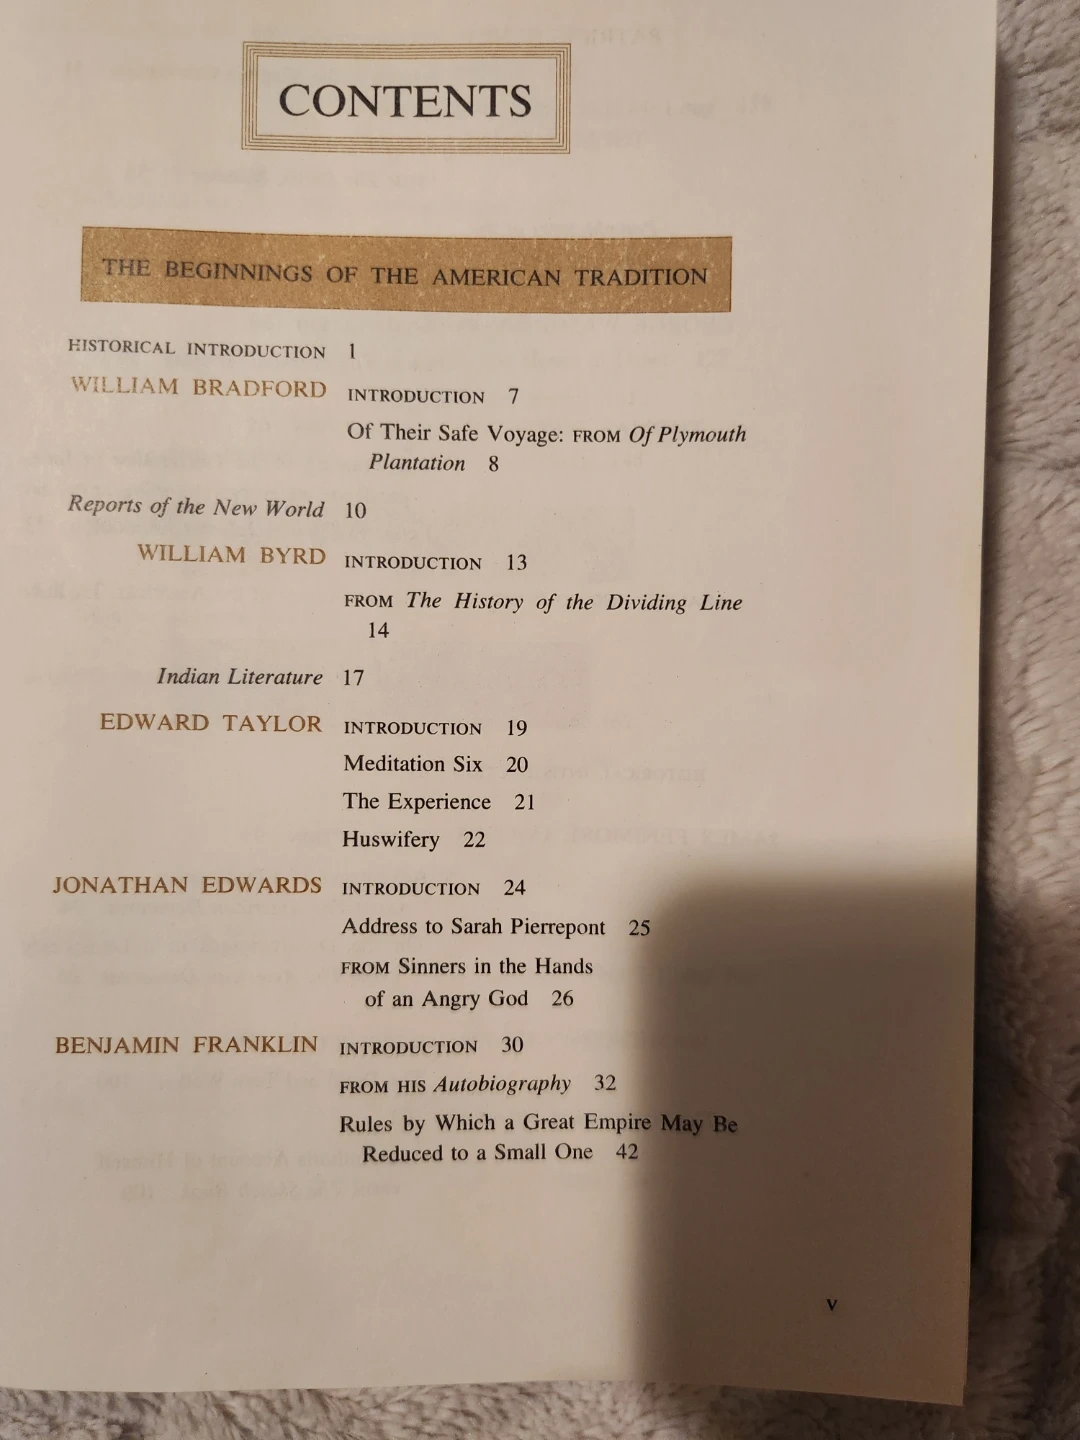 CONTENTS
THE BEGINNINGS OF THE AMERICAN TRADITION
HISTORICAL INTRODUCTION 1
WILLIAM BRADFORD INTRODUCTION 7
Of Their Safe Voyage: FROM Of Plymouth
Plantation 8
Reports of the New World 10
WILLIAM BYRD INTRODUCTION 13
FROM The History of the Dividing Line
14
Indian Literature 17
EDWARD TAYLOR INTRODUCTION 19
Meditation Six 20
The Experience 21
Huswifery 22
JONATHAN EDWARDS INTRODUCTION 24
Address to Sarah Pierrepont 25
FROM Sinners in the Hands
of an Angry God 26
BENJAMIN FRANKLIN INTRODUCTION 30
FROM HIS Autobiography 32
Rules by Which a Great Empire May Be
Reduced to a Small One 42
v